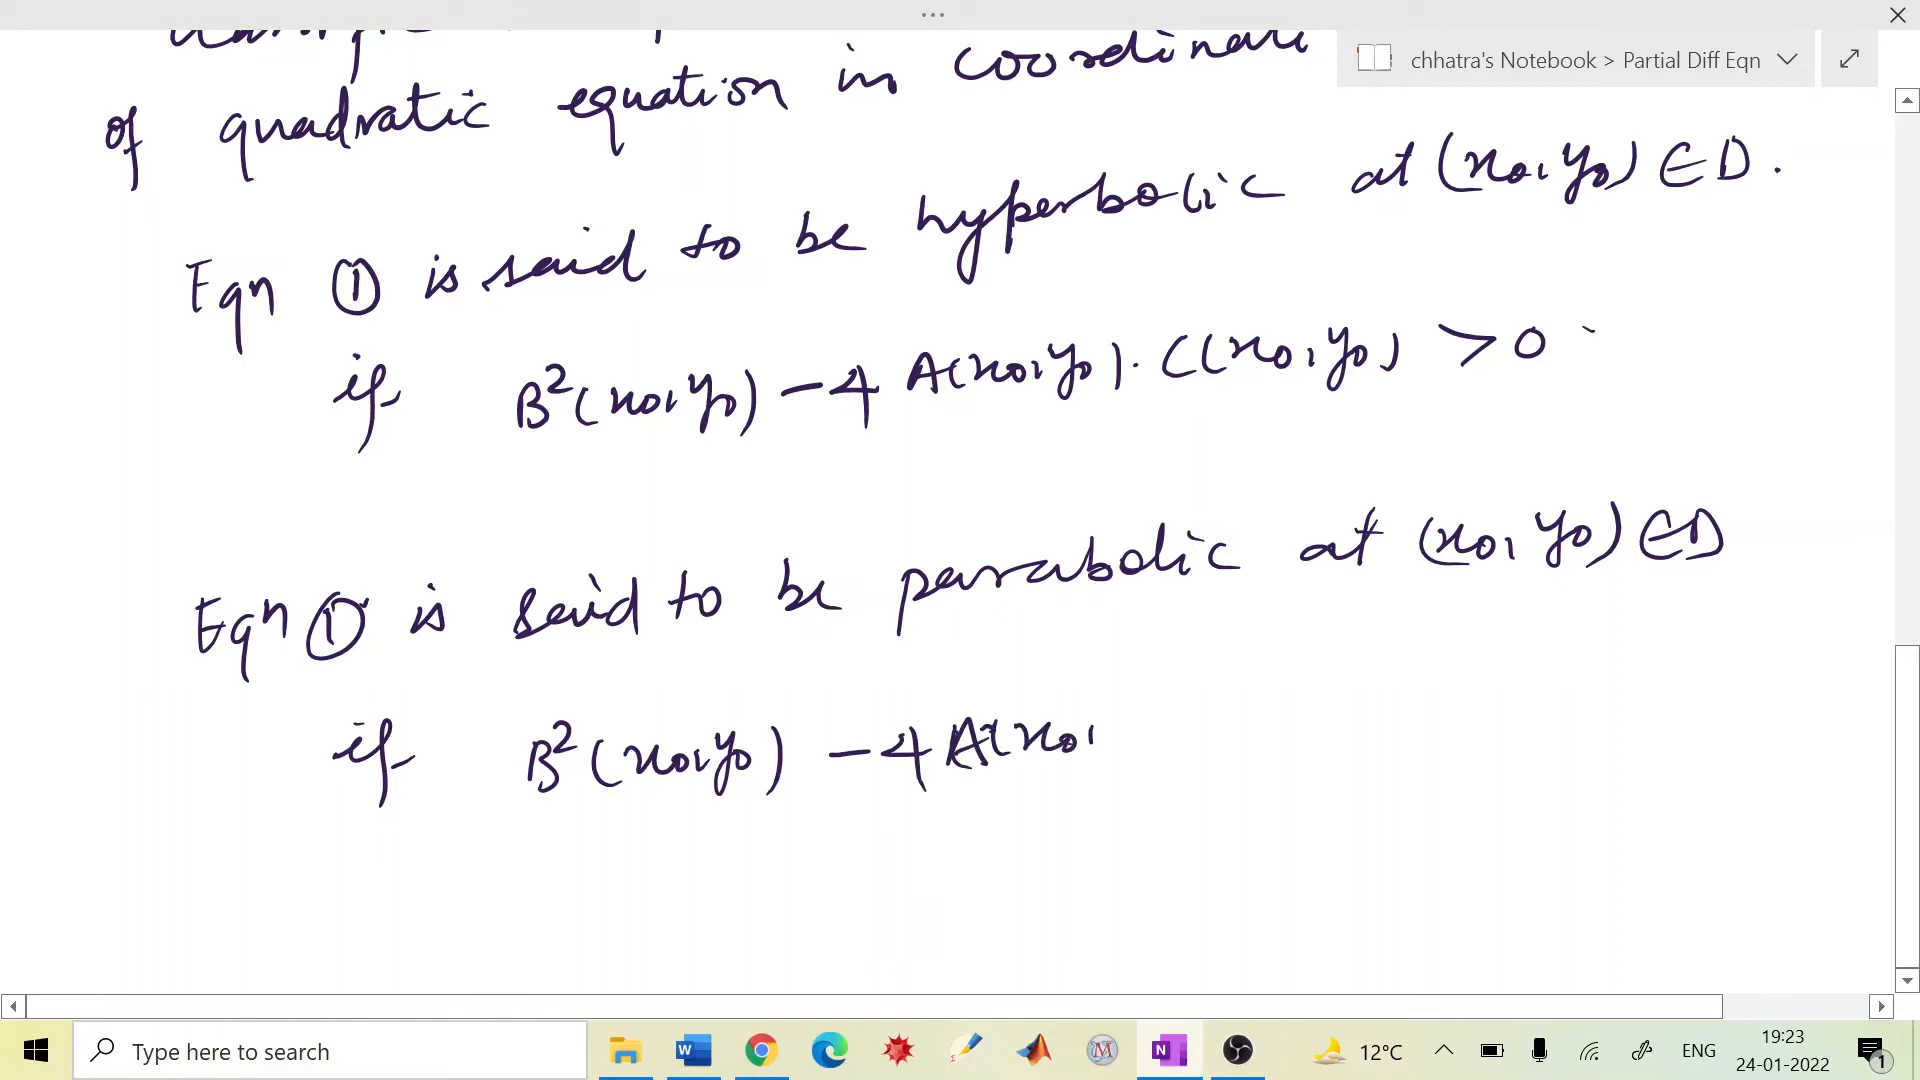 chhatra's Notebook > Partial Diff Eqn
of quadratic equation in coordinate
Eqn ① is said to be hyperbolic at (x₀, y₀) ∈ D.
if B²(x₀, y₀) - 4 A(x₀, y₀). C(x₀, y₀) > 0
Eqn ① is said to be parabolic at (x₀, y₀) ∈ D
if B²(x₀, y₀) - 4 A(x₀,
Type here to search
12°C
ENG
19:23
24-01-2022
1